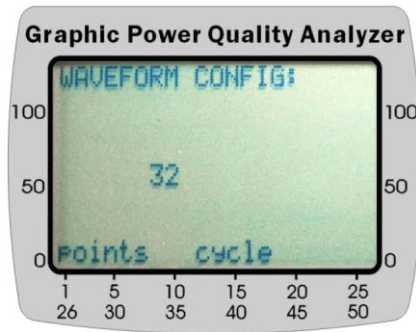 Graphic Power Quality Analyzer
WAVEFORM CONFIG:
100 100
32
50 50
points cycle
0 0
1 5 10 15 20 25
26 30 35 40 45 50